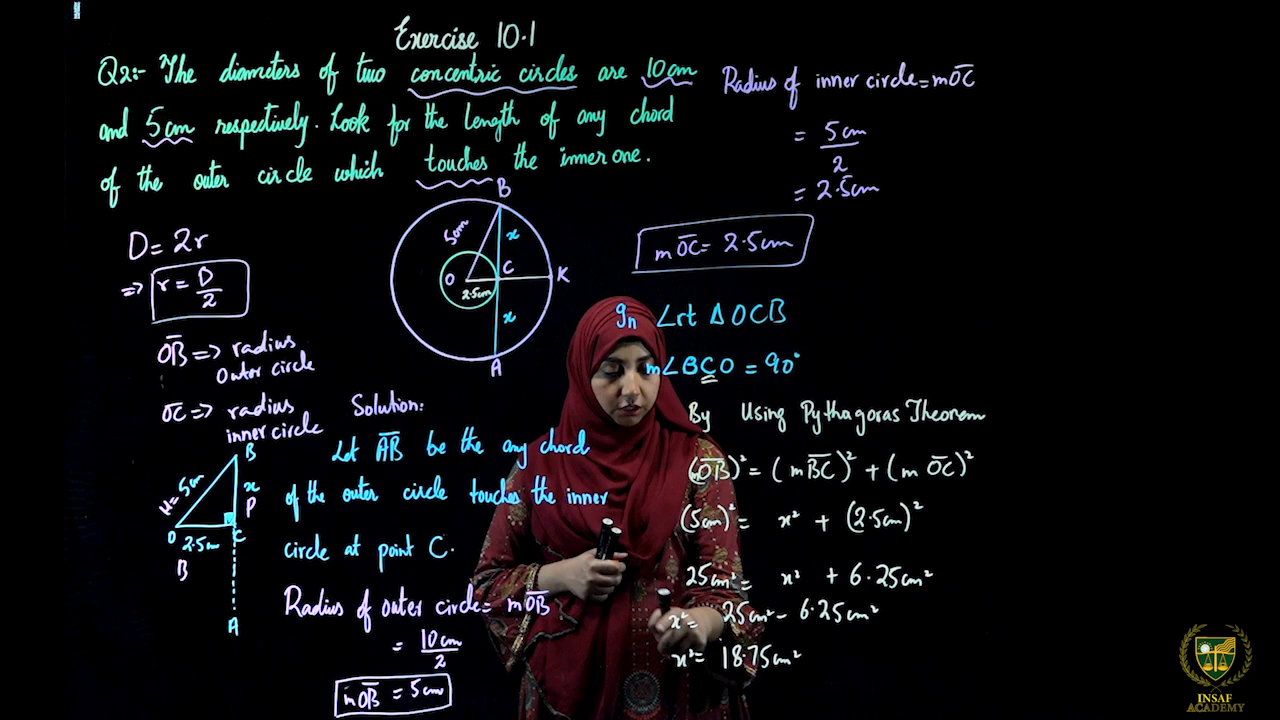 Exercise 10.1
Q2:- The diameters of two concentric circles are 10cm
and 5cm respectively. Look for the length of any chord
of the outer circle which touches the inner one.
D = 2r
=> r = D/2
OB => radius
outer circle
OC => radius
inner circle
B
H = 5cm
x
P
O
2.5cm
C
B
A
B
5cm
x
O
C
K
2.5cm
x
A
Solution:
Let AB be the any chord
of the outer circle touches the inner
circle at point C.
Radius of outer circle = mOB
= 10cm/2
mOB = 5cm
Radius of inner circle = mOC
= 5cm/2
= 2.5cm
mOC = 2.5cm
In ∠rt ΔOCB
m∠BCO = 90°
By Using Pythagoras Theorem
(mOB)² = (mBC)² + (mOC)²
(5cm)² = x² + (2.5cm)²
25cm² = x² + 6.25cm²
x² = 25cm² - 6.25cm²
x² = 18.75cm²
INSAF
ACADEMY